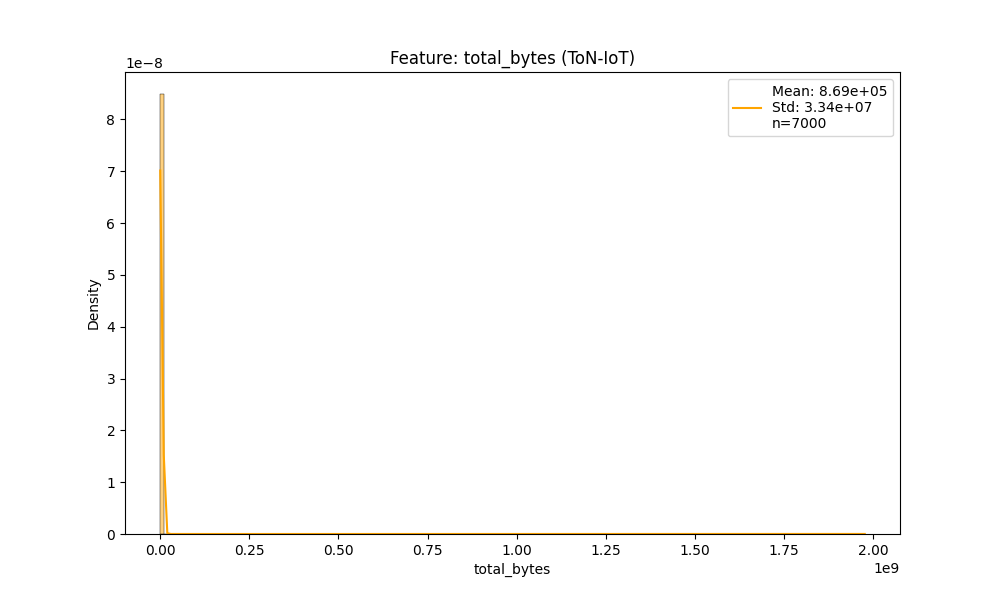 Feature: total_bytes (ToN-IoT)
1e−8
Mean: 8.69e+05
Std: 3.34e+07
n=7000
8
7
6
5
4
3
2
1
0
Density
0.00 0.25 0.50 0.75 1.00 1.25 1.50 1.75 2.00
1e9
total_bytes